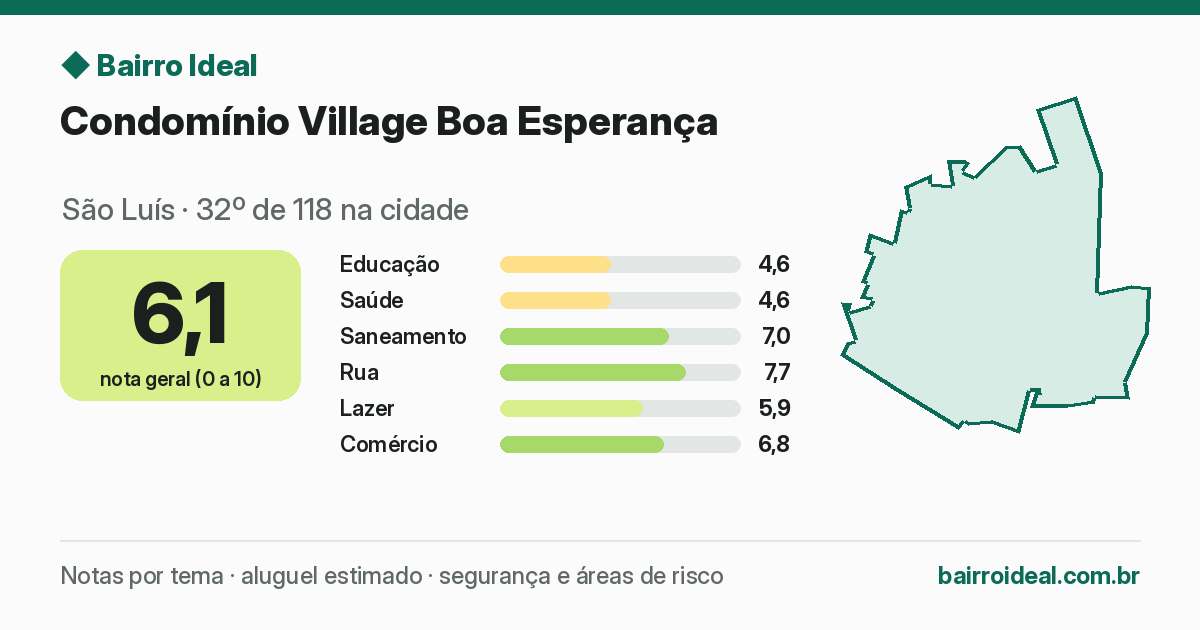 Bairro Ideal
Condomínio Village Boa Esperança
São Luís · 32º de 118 na cidade
6,1
nota geral (0 a 10)
Educação 4,6
Saúde 4,6
Saneamento 7,0
Rua 7,7
Lazer 5,9
Comércio 6,8
Notas por tema · aluguel estimado · segurança e áreas de risco
bairroideal.com.br